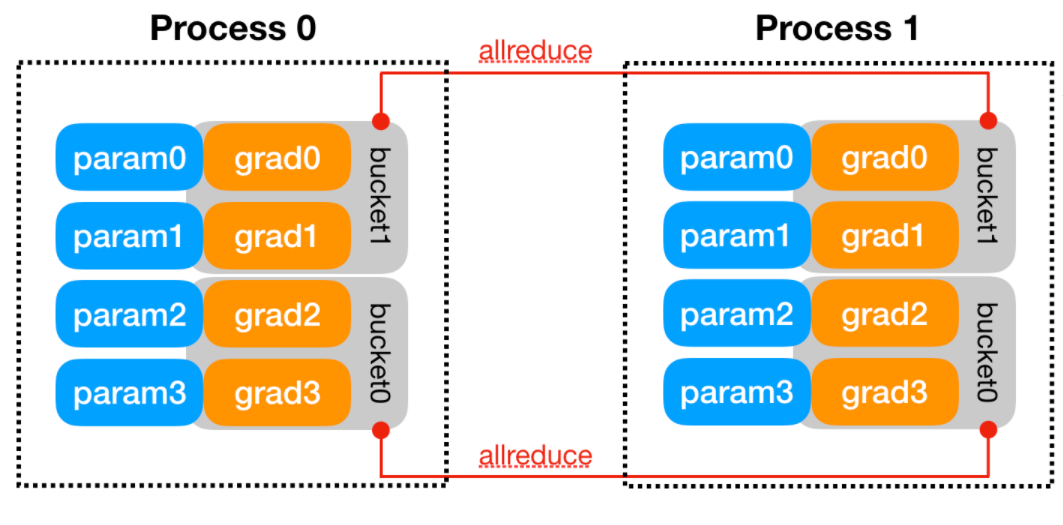 Process 0
Process 1
allreduce
param0 grad0
param1 grad1
bucket1
param2 grad2
param3 grad3
bucket0
param0 grad0
param1 grad1
bucket1
param2 grad2
param3 grad3
bucket0
allreduce